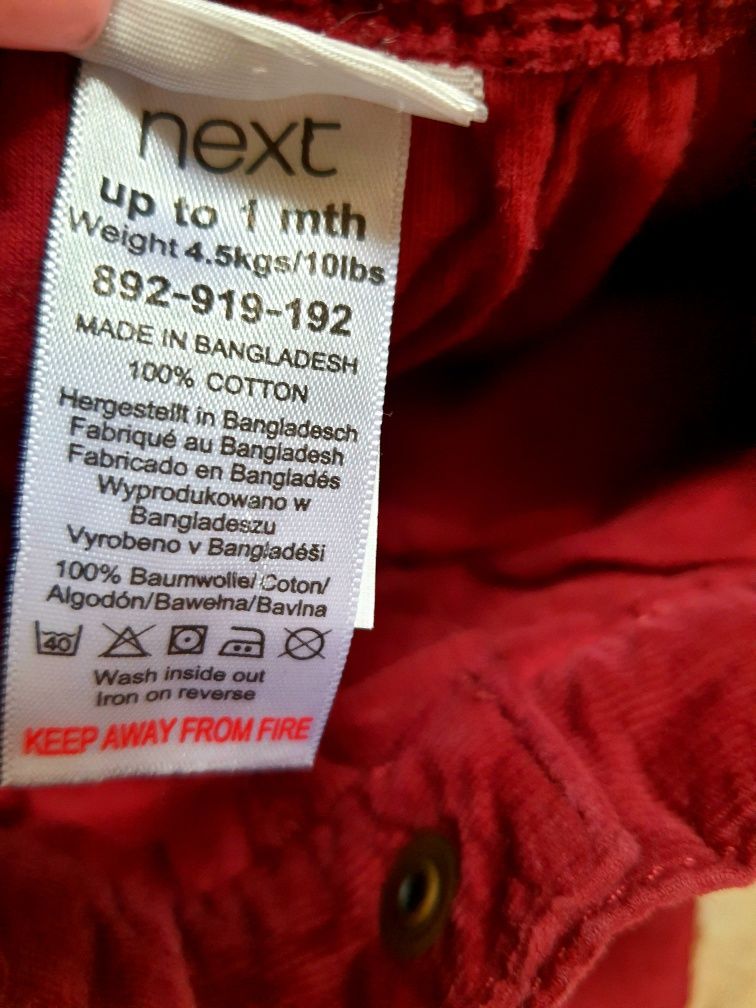 next
up to 1 mth
Weight 4.5kgs/10lbs
892-919-192
MADE IN BANGLADESH
100% COTTON
Hergestellt in Bangladesch
Fabriqué au Bangladesh
Fabricado en Bangladés
Wyprodukowano w
Bangladeszu
Vyrobeno v Bangladéši
100% Baumwolle/Coton/
Algodón/Bawełna/Bavlna
40
Wash inside out
Iron on reverse
KEEP AWAY FROM FIRE